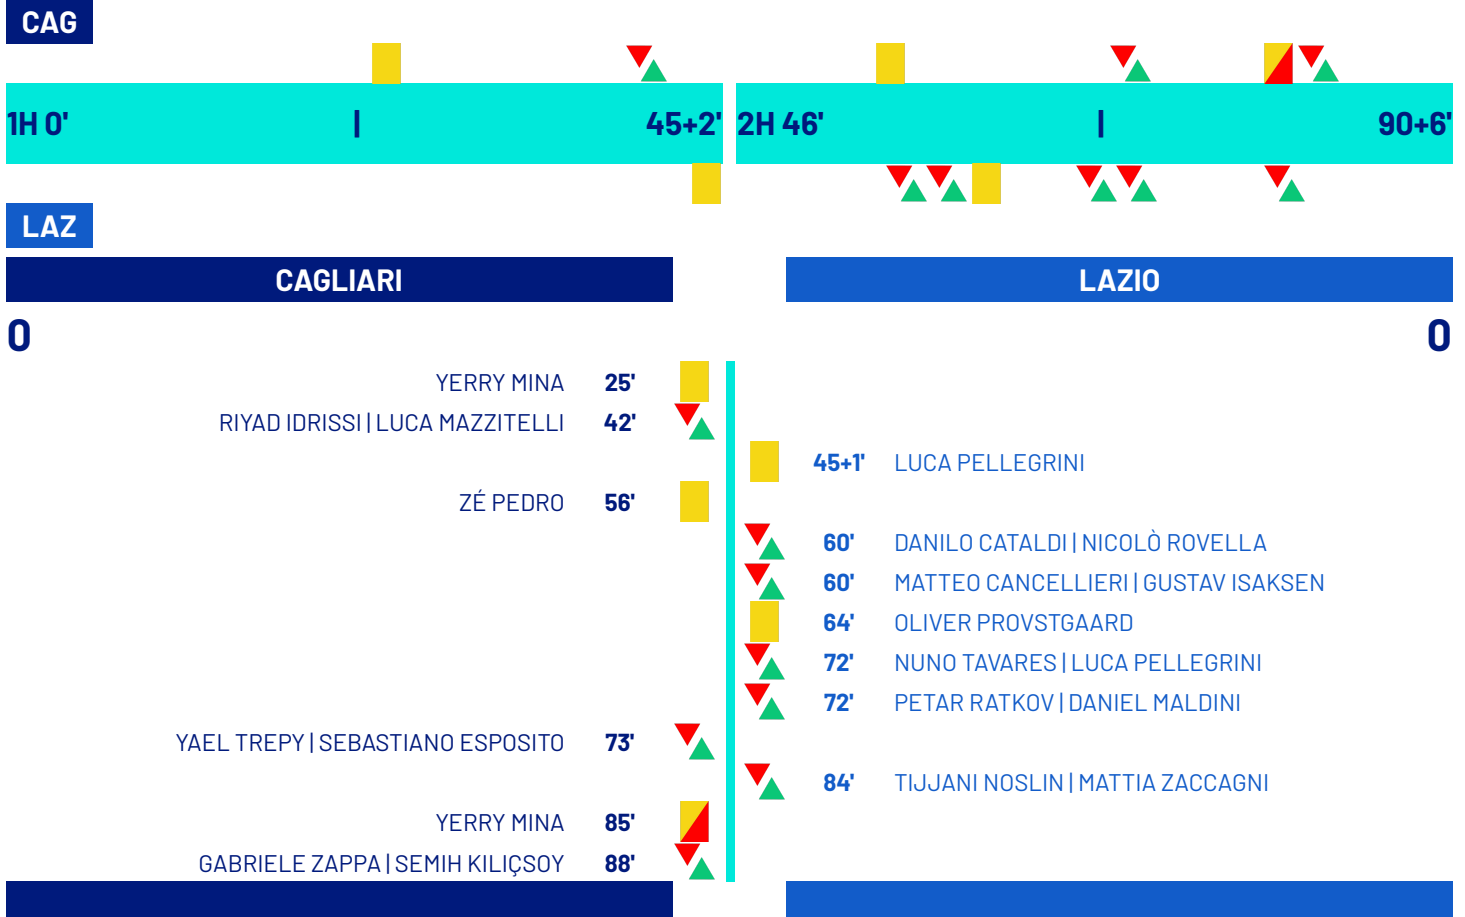 CAG
1H 0' | 45+2' 2H 46' | 90+6'
LAZ
CAGLIARI LAZIO
0 0
YERRY MINA 25'
RIYAD IDRISSI | LUCA MAZZITELLI 42'
45+1' LUCA PELLEGRINI
ZÉ PEDRO 56'
60' DANILO CATALDI | NICOLÒ ROVELLA
60' MATTEO CANCELLIERI | GUSTAV ISAKSEN
64' OLIVER PROVSTGAARD
72' NUNO TAVARES | LUCA PELLEGRINI
72' PETAR RATKOV | DANIEL MALDINI
YAEL TREPY | SEBASTIANO ESPOSITO 73'
84' TIJJANI NOSLIN | MATTIA ZACCAGNI
YERRY MINA 85'
GABRIELE ZAPPA | SEMIH KILIÇSOY 88'